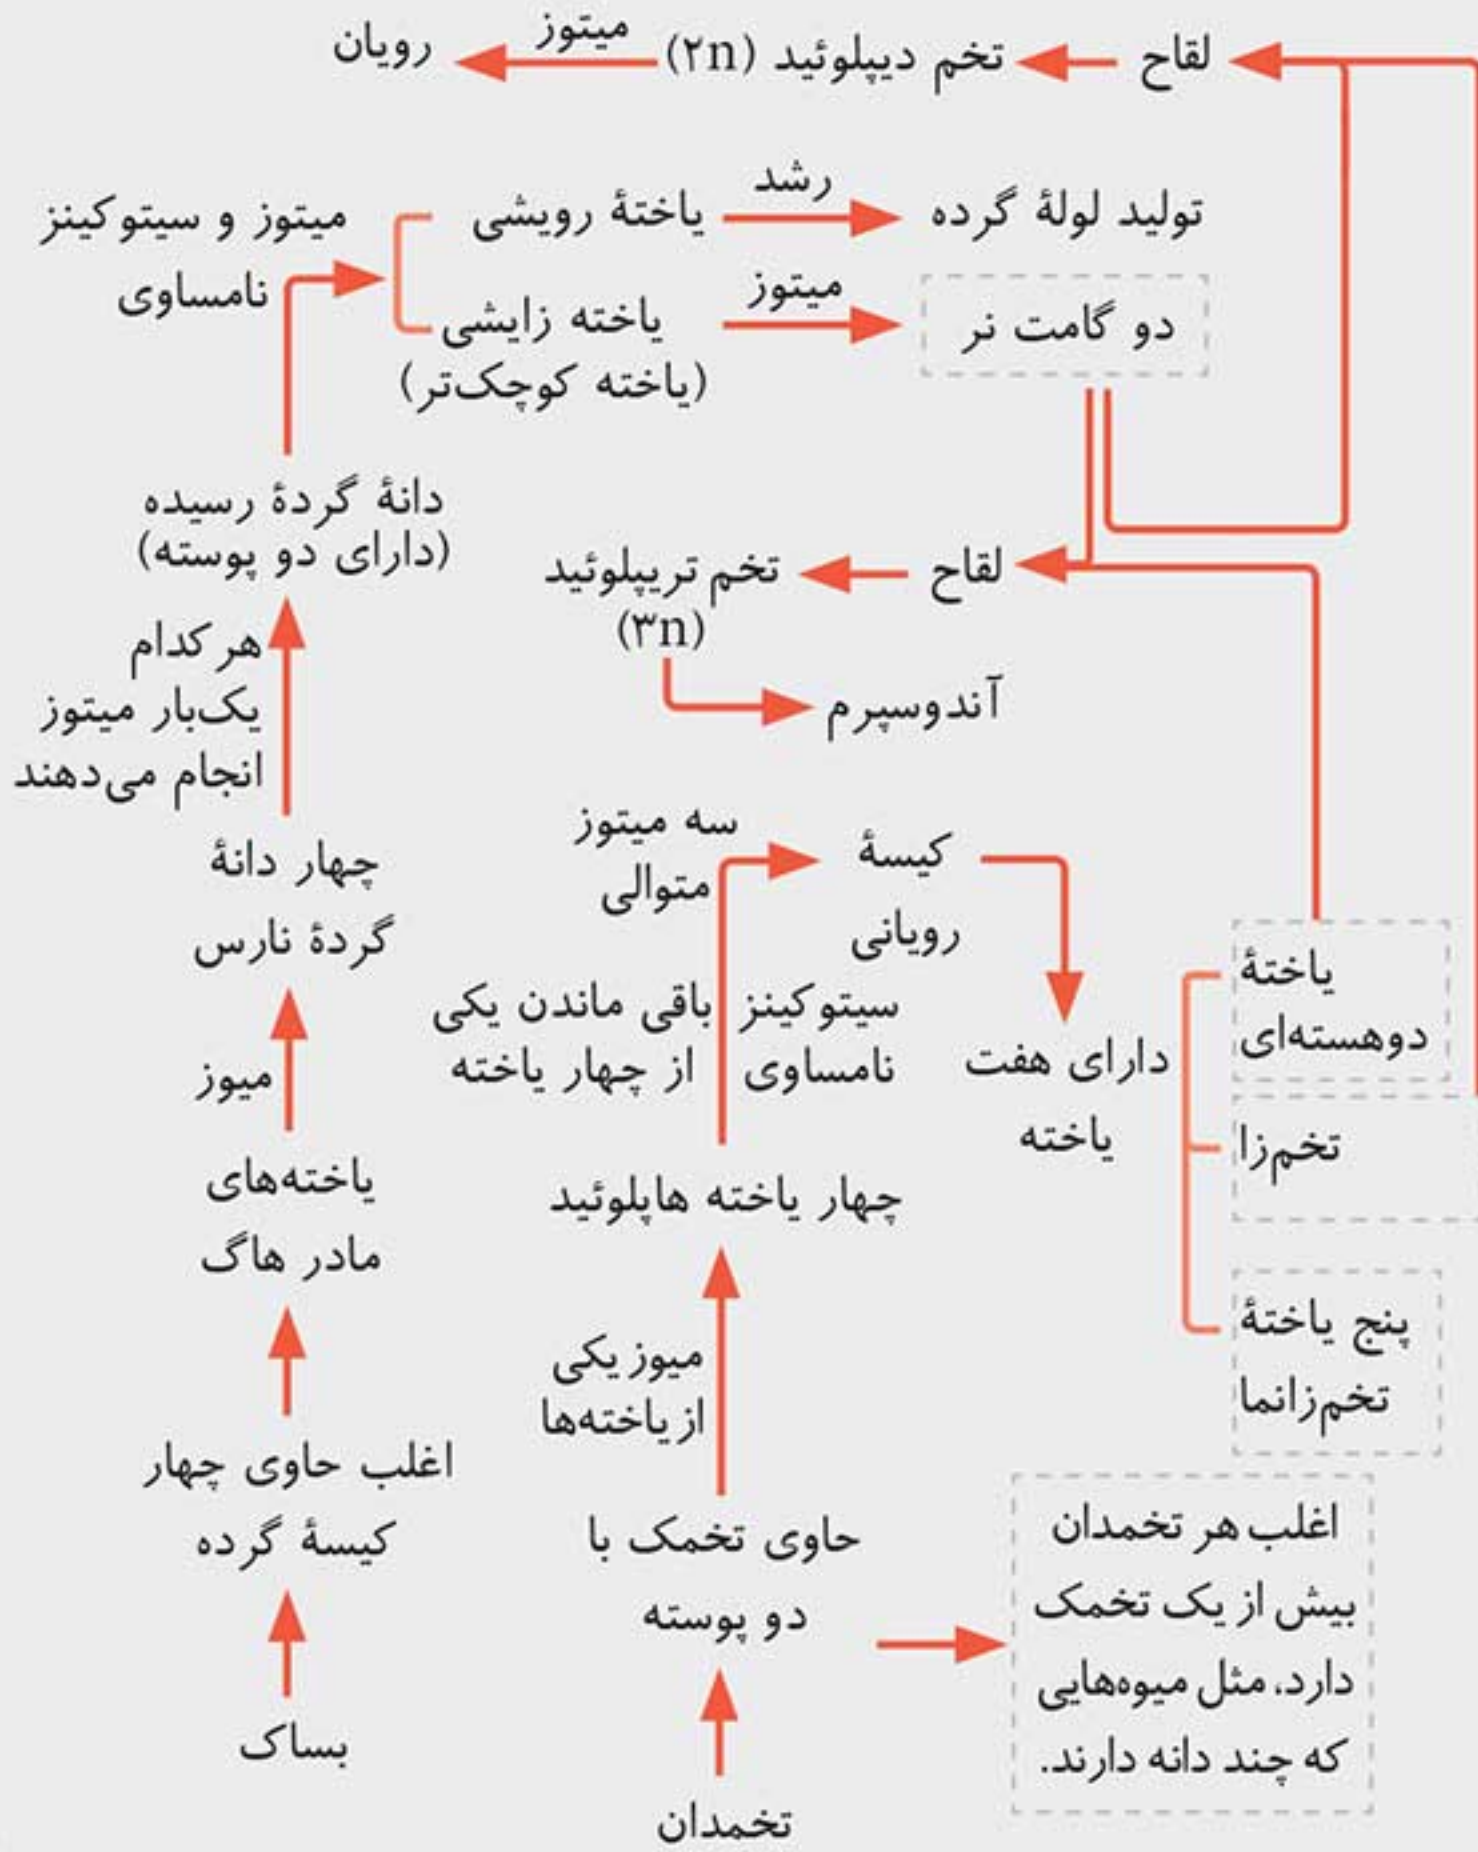 لقاح
تخم دیپلوئید (۲n)
میتوز
رویان
میتوز و سیتوکینز
نامساوی
یاختهٔ رویشی
رشد
تولید لولهٔ گرده
یاخته زایشی
(یاخته کوچک‌تر)
میتوز
دو گامت نر
دانهٔ گردهٔ رسیده
(دارای دو پوسته)
لقاح
تخم تریپلوئید
(۳n)
آندوسپرم
هر کدام
یک‌بار میتوز
انجام می‌دهند
چهار دانهٔ
گردهٔ نارس
میوز
یاخته‌های
مادر هاگ
اغلب حاوی چهار
کیسهٔ گرده
بساک
سه میتوز
متوالی
کیسهٔ
رویانی
سیتوکینز
نامساوی
باقی ماندن یکی
از چهار یاخته
دارای هفت
یاخته
یاختهٔ
دوهسته‌ای
تخم‌زا
پنج یاختهٔ
تخم‌زانما
چهار یاخته هاپلوئید
میوز یکی
از یاخته‌ها
حاوی تخمک با
دو پوسته
اغلب هر تخمدان
بیش از یک تخمک
دارد، مثل میوه‌هایی
که چند دانه دارند.
تخمدان